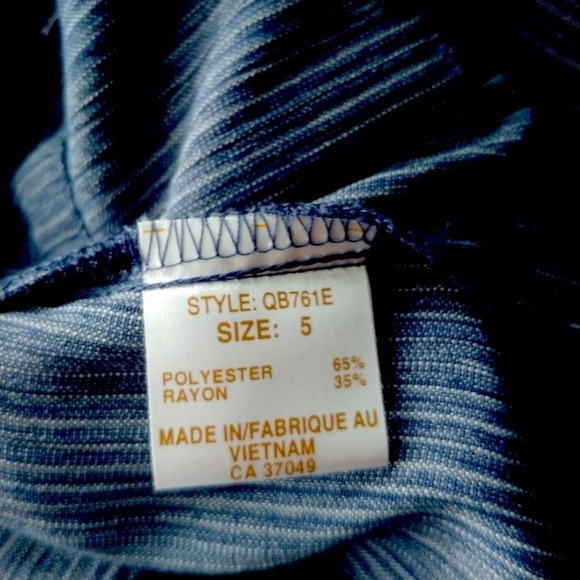 STYLE: QB761E
SIZE: 5
POLYESTER 65%
RAYON 35%
MADE IN/FABRIQUE AU
VIETNAM
CA 37049